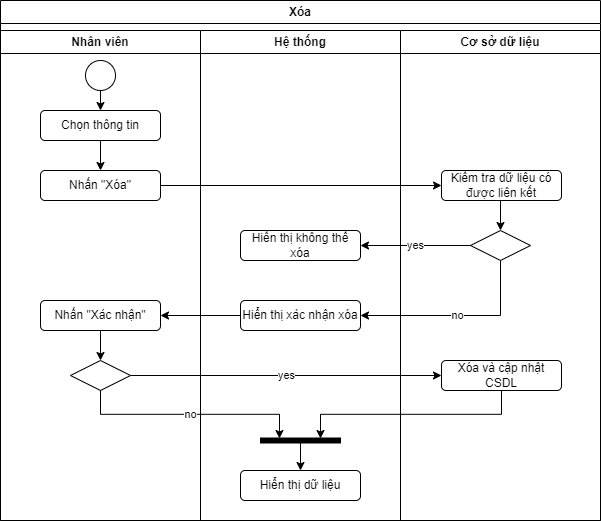 Xóa
Nhân viên
Hệ thống
Cơ sở dữ liệu
Chọn thông tin
Nhấn "Xóa"
Kiểm tra dữ liệu có
được liên kết
Hiển thị không thể
xóa
yes
Nhấn "Xác nhận"
Hiển thị xác nhận xóa
no
yes
Xóa và cập nhật
CSDL
no
Hiển thị dữ liệu